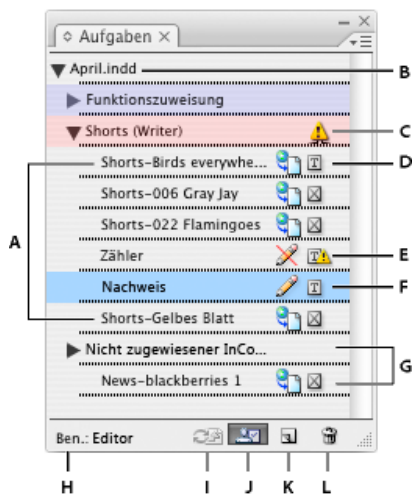 Aufgaben
April.indd
B
Funktionszuweisung
Shorts (Writer)
C
Shorts-Birds everywhe...
D
Shorts-006 Gray Jay
Shorts-022 Flamingoes
A
Zähler
E
Nachweis
F
Shorts-Gelbes Blatt
Nicht zugewiesener InCo...
G
News-blackberries 1
Ben.: Editor
H I J K L